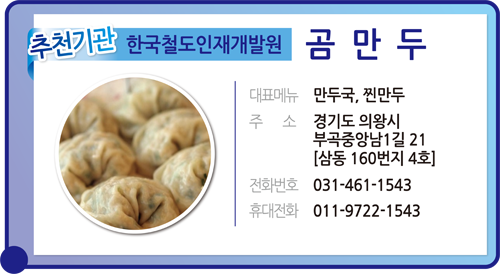 추천기관 한국철도인재개발원 곰만두
대표메뉴 만두국, 찐만두
주 소 경기도 의왕시
부곡중앙남1길 21
[삼동 160번지 4호]
전화번호 031-461-1543
휴대전화 011-9722-1543